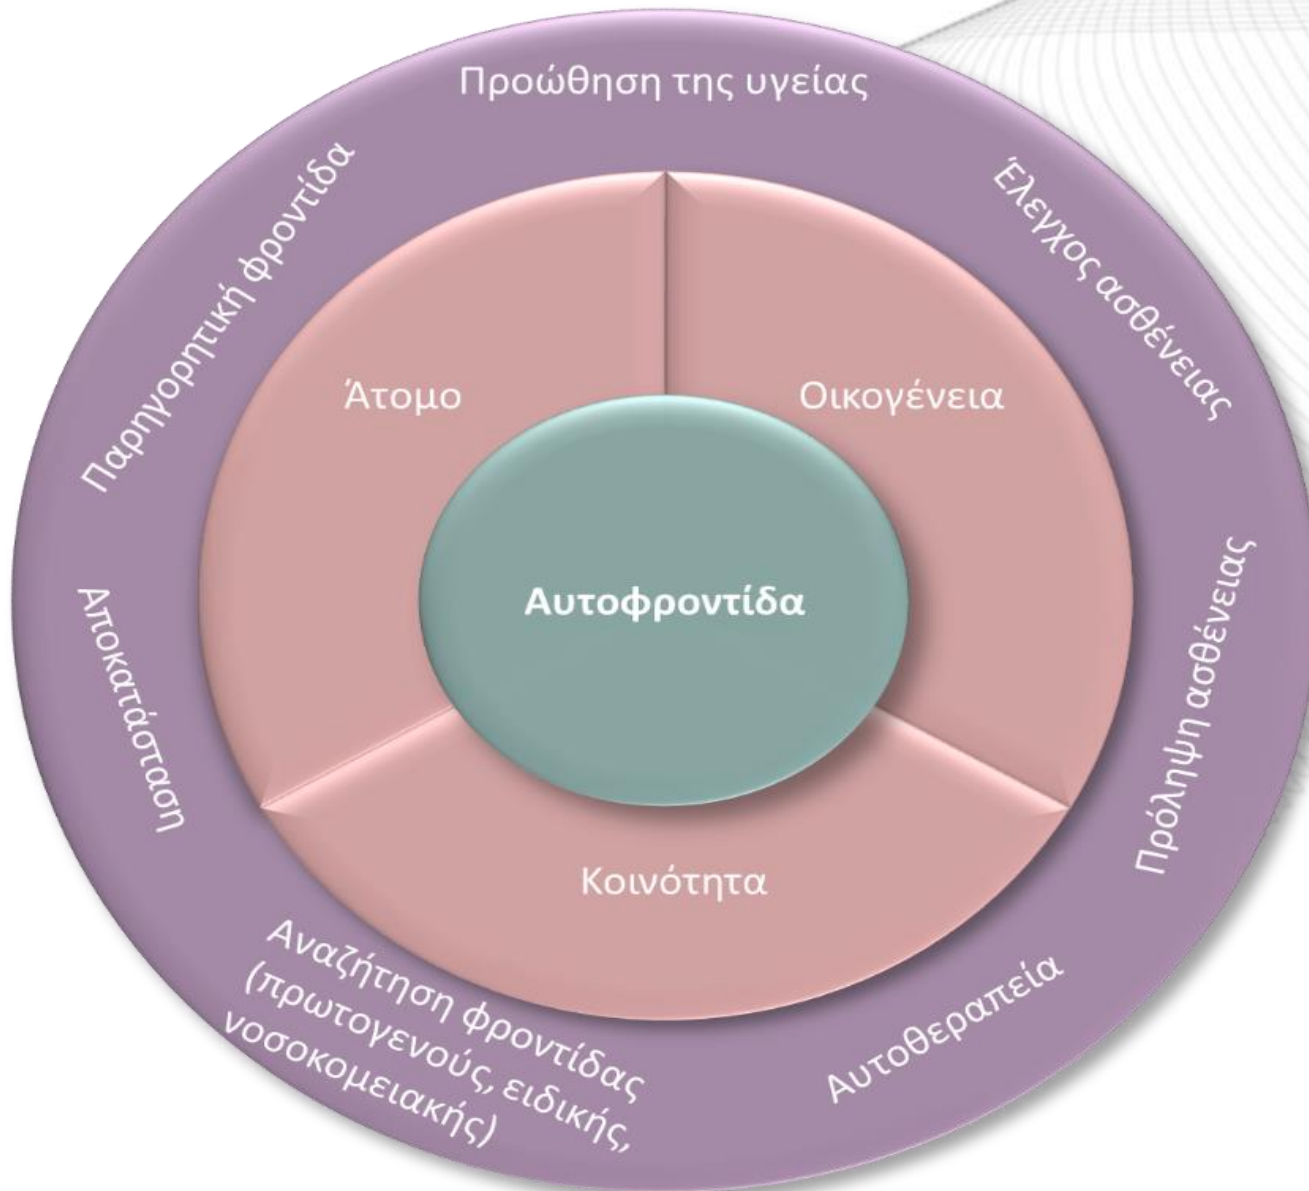 Προώθηση της υγείας
Έλεγχος ασθένειας
Πρόληψη ασθένειας
Αυτοθεραπεία
Αναζήτηση φροντίδας
(πρωτογενούς, ειδικής,
νοσοκομειακής)
Αποκατάσταση
Παρηγορητική φροντίδα
Άτομο
Οικογένεια
Κοινότητα
Αυτοφροντίδα